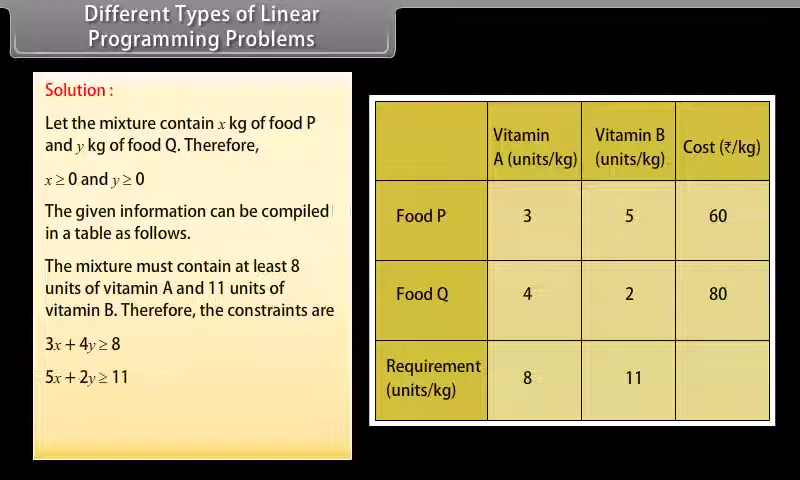 Different Types of Linear
Programming Problems
Solution :
Let the mixture contain x kg of food P
and y kg of food Q. Therefore,
x ≥ 0 and y ≥ 0
The given information can be compiled
in a table as follows.
The mixture must contain at least 8
units of vitamin A and 11 units of
vitamin B. Therefore, the constraints are
3x + 4y ≥ 8
5x + 2y ≥ 11
Vitamin A (units/kg) Vitamin B (units/kg) Cost (₹/kg)
Food P 3 5 60
Food Q 4 2 80
Requirement (units/kg) 8 11